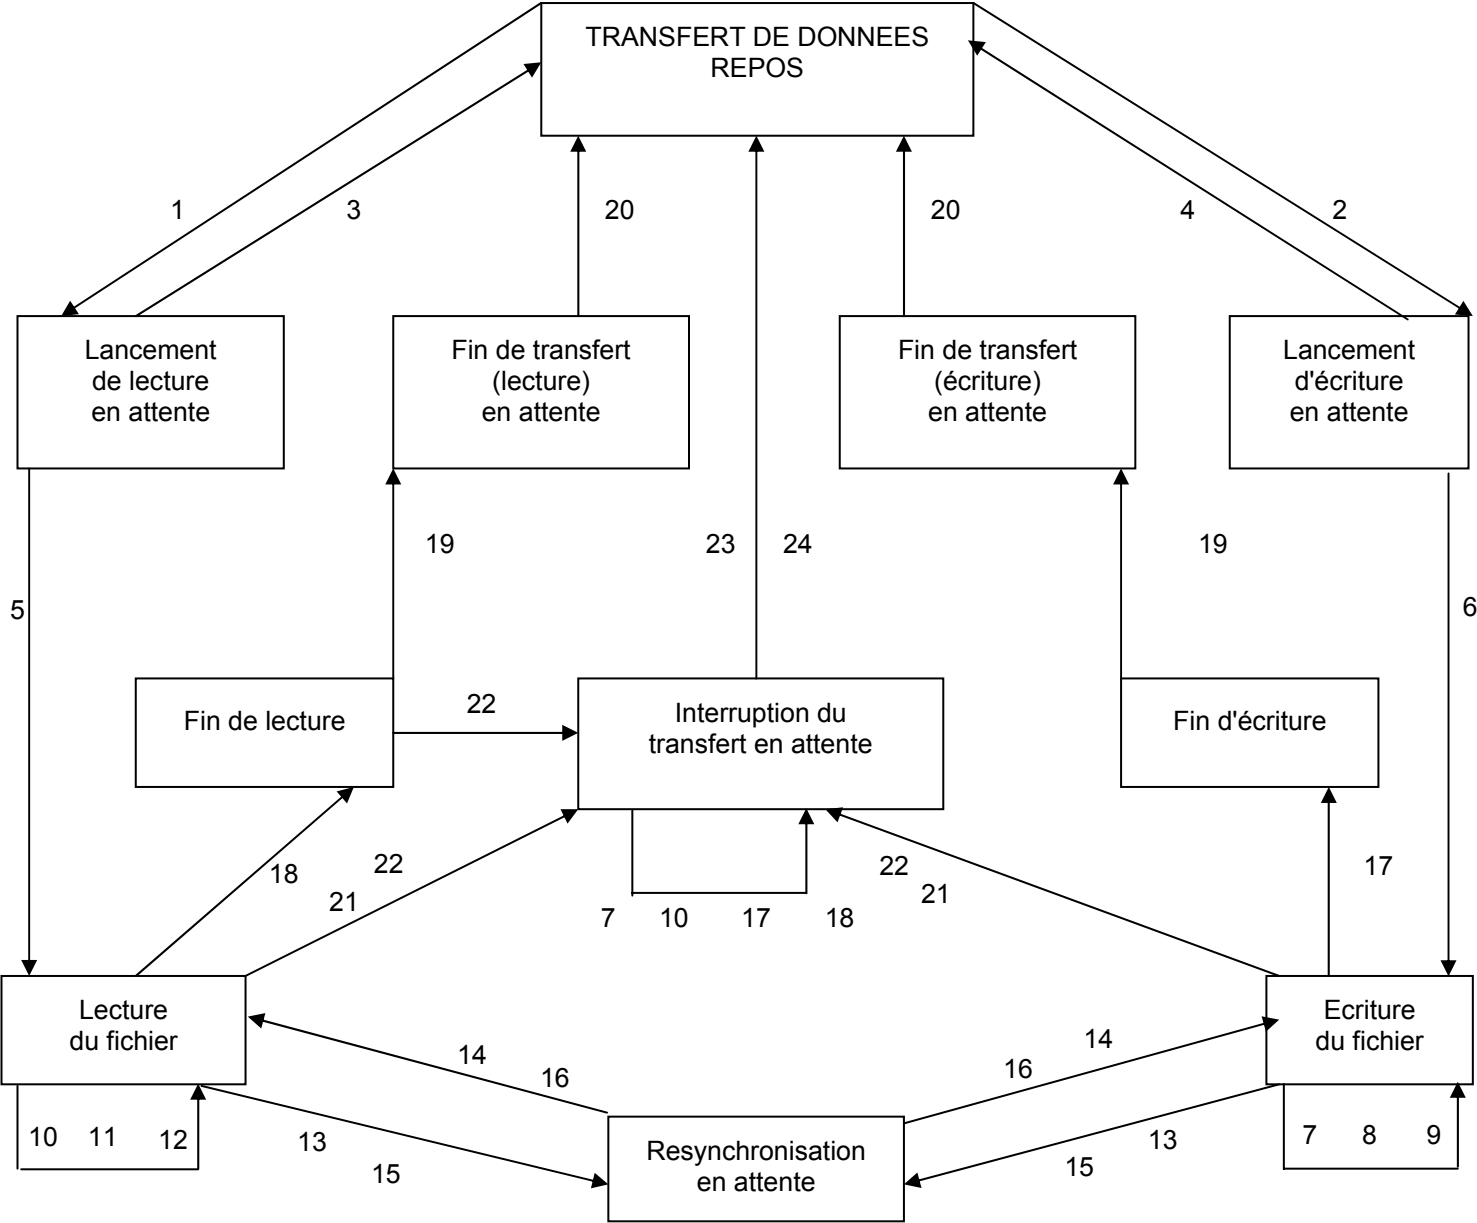 TRANSFERT DE DONNEES
REPOS
1
3
20
20
4
2
Lancement
de lecture
en attente
Fin de transfert
(lecture)
en attente
Fin de transfert
(écriture)
en attente
Lancement
d'écriture
en attente
19
23
24
19
5
6
Fin de lecture
22
Interruption du
transfert en attente
Fin d'écriture
18
22
21
22
21
17
7
10
17
18
Lecture
du fichier
Ecriture
du fichier
14
16
16
14
10
11
12
13
15
Resynchronisation
en attente
13
15
7
8
9